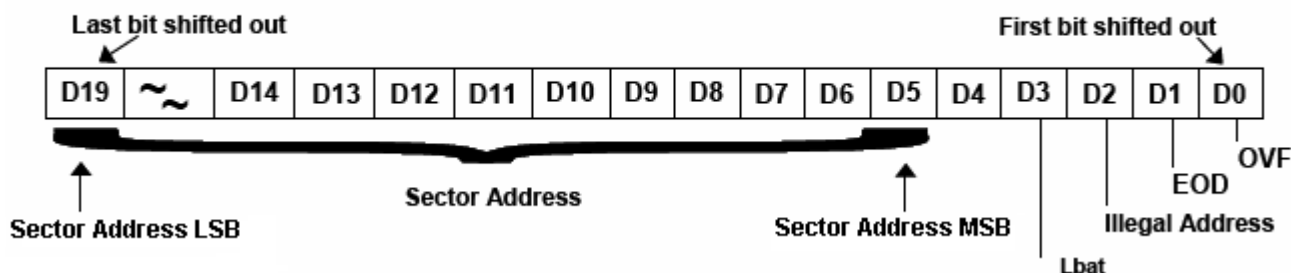 Last bit shifted out
First bit shifted out
D19 ~~ D14 D13 D12 D11 D10 D9 D8 D7 D6 D5 D4 D3 D2 D1 D0
OVF
EOD
Sector Address
Sector Address LSB
Sector Address MSB
Illegal Address
Lbat